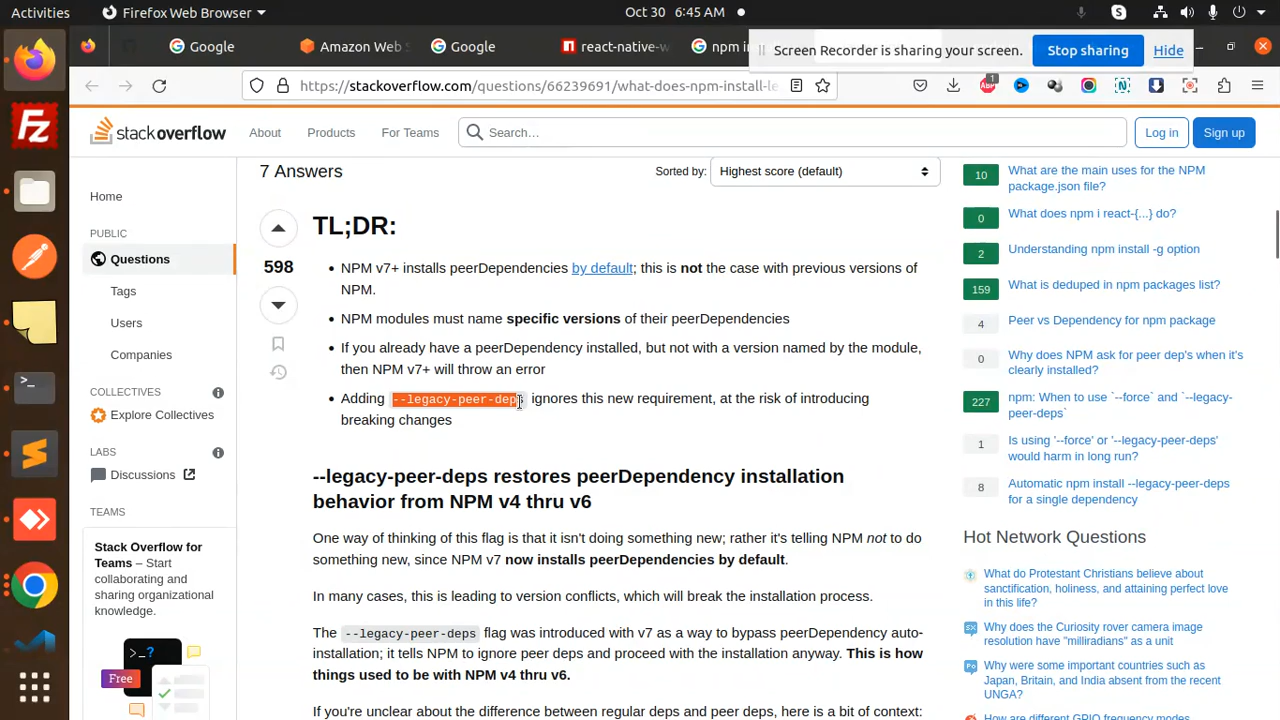 Activities
Firefox Web Browser
Oct 30 6:45 AM
Google
Amazon Web S
Google
react-native-w
npm in
Screen Recorder is sharing your screen.
Stop sharing
Hide
https://stackoverflow.com/questions/66239691/what-does-npm-install-le
1
stackoverflow
About
Products
For Teams
Search…
Log in
Sign up
Home
PUBLIC
Questions
Tags
Users
Companies
COLLECTIVES
Explore Collectives
LABS
Discussions
TEAMS
Stack Overflow for
Teams – Start
collaborating and
sharing organizational
knowledge.
>_?
Free
7 Answers
Sorted by:
Highest score (default)
598
TL;DR:
• NPM v7+ installs peerDependencies by default; this is not the case with previous versions of
NPM.
• NPM modules must name specific versions of their peerDependencies
• If you already have a peerDependency installed, but not with a version named by the module,
then NPM v7+ will throw an error
• Adding --legacy-peer-deps ignores this new requirement, at the risk of introducing
breaking changes
--legacy-peer-deps restores peerDependency installation
behavior from NPM v4 thru v6
One way of thinking of this flag is that it isn't doing something new; rather it's telling NPM not to do
something new, since NPM v7 now installs peerDependencies by default.
In many cases, this is leading to version conflicts, which will break the installation process.
The --legacy-peer-deps flag was introduced with v7 as a way to bypass peerDependency auto-
installation; it tells NPM to ignore peer deps and proceed with the installation anyway. This is how
things used to be with NPM v4 thru v6.
If you're unclear about the difference between regular deps and peer deps, here is a bit of context:
10 What are the main uses for the NPM
package.json file?
0 What does npm i react-{...} do?
2 Understanding npm install -g option
159 What is deduped in npm packages list?
4 Peer vs Dependency for npm package
0 Why does NPM ask for peer dep's when it's
clearly installed?
227 npm: When to use `--force` and `--legacy-
peer-deps`
1 Is using '--force' or '--legacy-peer-deps'
would harm in long run?
8 Automatic npm install --legacy-peer-deps
for a single dependency
Hot Network Questions
What do Protestant Christians believe about
sanctification, holiness, and attaining perfect love
in this life?
Why does the Curiosity rover camera image
resolution have "milliradians" as a unit
Why were some important countries such as
Japan, Britain, and India absent from the recent
UNGA?
How are different GPIO frequency modes